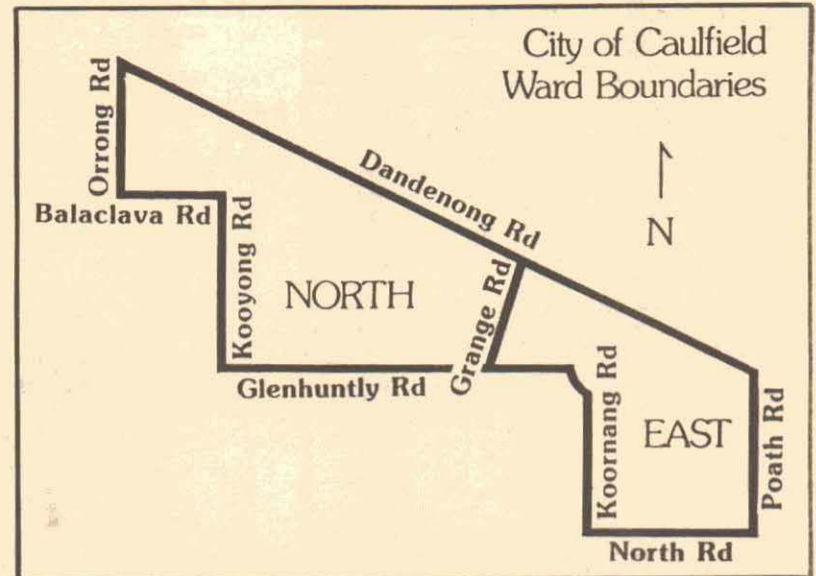 City of Caulfield
Ward Boundaries
N
Orrong Rd
Dandenong Rd
Balaclava Rd
Kooyong Rd
NORTH
Grange Rd
Glenhuntly Rd
Koornang Rd
EAST
Poath Rd
North Rd